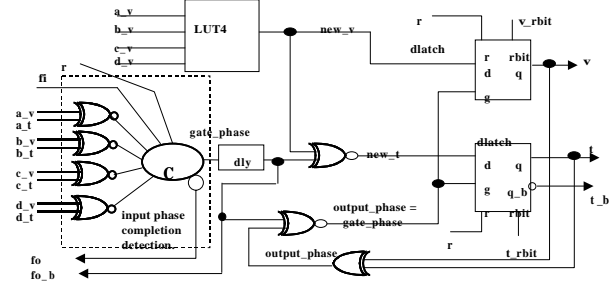 a_v
b_v
c_v
d_v
LUT4
new_v
r
v_rbit
dlatch
r rbit
d q
g
v
r
fi
a_v
a_t
b_v
b_t
c_v
c_t
d_v
d_t
C
gate_phase
dly
new_t
dlatch
d q
g q_b
r rbit
t
t_b
input phase
completion
detection.
output_phase =
gate_phase
output_phase
r
t_rbit
fo
fo_b